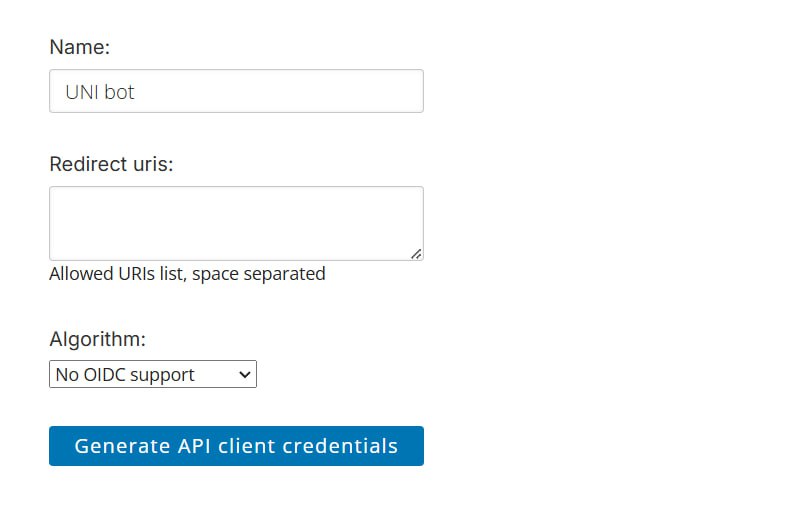 Name:
UNI bot
Redirect uris:
Allowed URIs list, space separated
Algorithm:
No OIDC support
Generate API client credentials